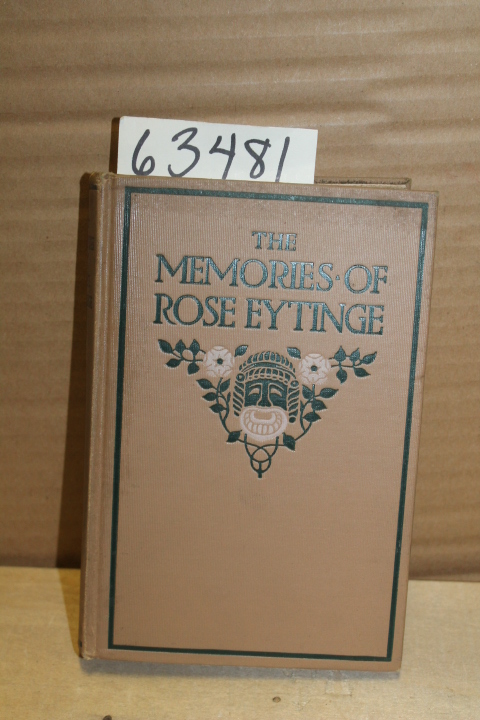 63481
THE
MEMORIES·OF
ROSE EYTINGE